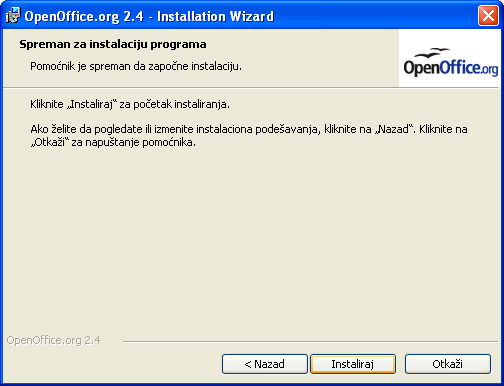 OpenOffice.org 2.4 - Installation Wizard
Spreman za instalaciju programa
Pomoćnik je spreman da započne instalaciju.
OpenOffice.org
Kliknite „Instaliraj“ za početak instaliranja.
Ako želite da pogledate ili izmenite instalaciona podešavanja, kliknite na „Nazad“. Kliknite na
„Otkaži“ za napuštanje pomoćnika.
OpenOffice.org 2.4
< Nazad
Instaliraj
Otkaži